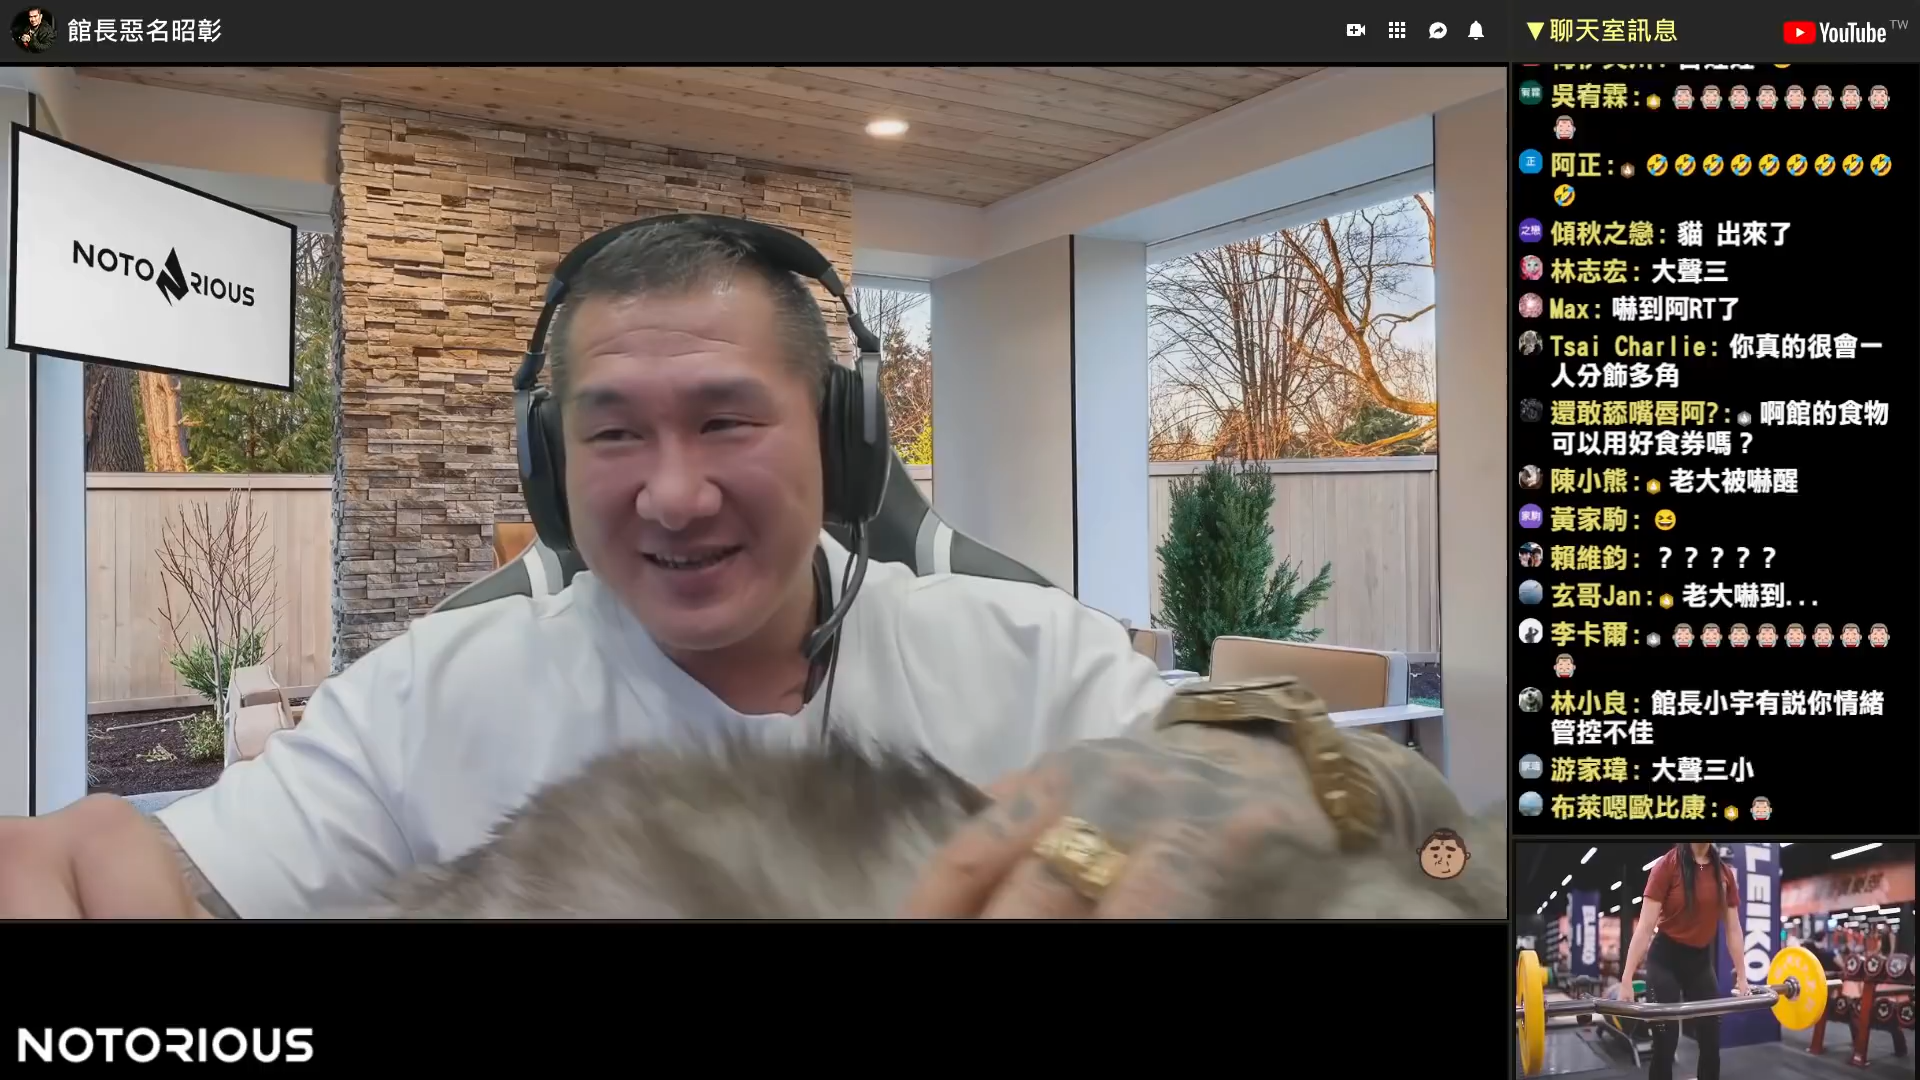 館長惡名昭彰
NOTORIOUS
NOTORIOUS
▼聊天室訊息
YouTube TW
吳宥霖:
阿正:
傾秋之戀: 貓 出來了
林志宏: 大聲三
Max: 嚇到阿RT了
Tsai Charlie: 你真的很會一
人分飾多角
還敢舔嘴唇阿?: 啊館的食物
可以用好食券嗎？
陳小熊: 老大被嚇醒
黃家駒: 😆
賴維鈞: ？？？？？
玄哥Jan: 老大嚇到...
李卡爾:
林小良: 館長小宇有説你情緒
管控不佳
游家瑋: 大聲三小
布萊嗯歐比康:
ELEIKO